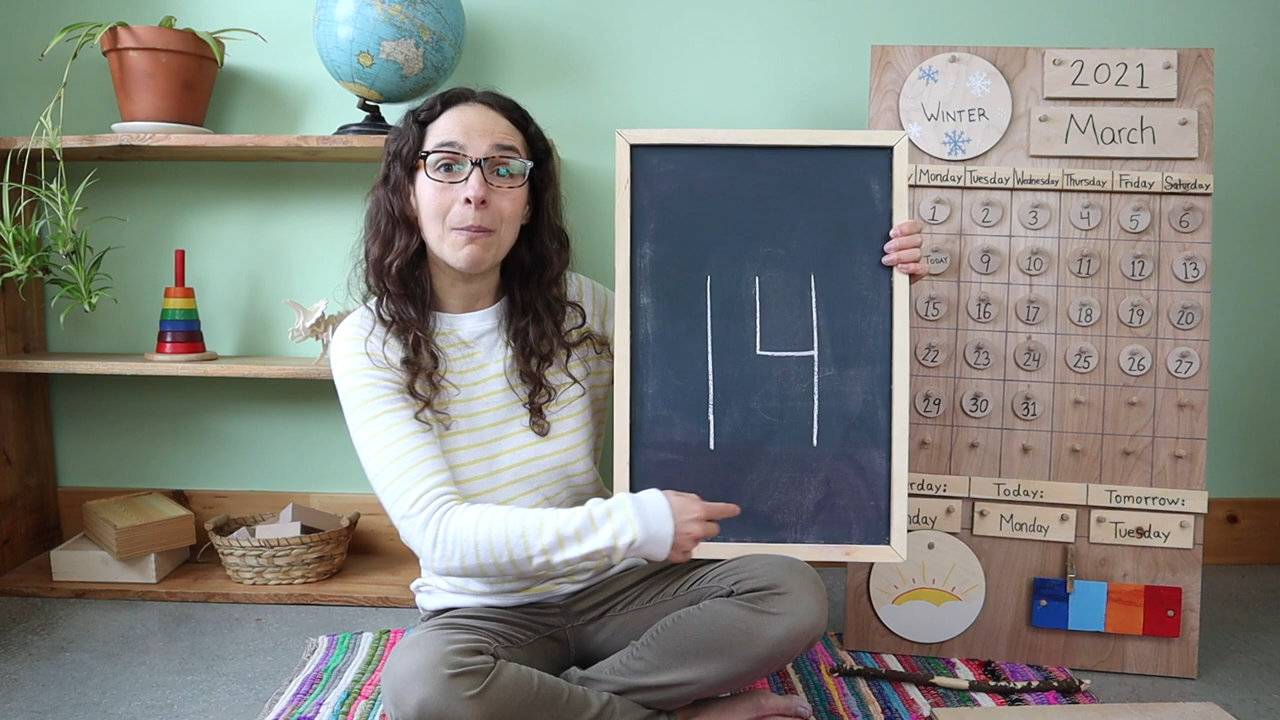 14
WINTER
2021
March
Monday Tuesday Wednesday Thursday Friday Saturday
1 2 3 4 5 6
TODAY 9 10 11 12 13
15 16 17 18 19 20
22 23 24 25 26 27
29 30 31
rday: Today: Tomorrow:
day Monday Tuesday